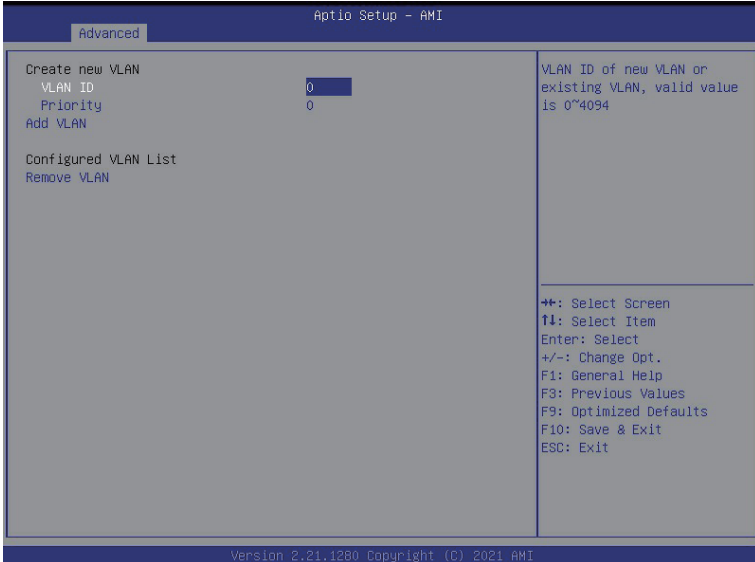 Aptio Setup – AMI
Advanced
Create new VLAN
VLAN ID 0
Priority 0
Add VLAN
Configured VLAN List
Remove VLAN
VLAN ID of new VLAN or
existing VLAN, valid value
is 0~4094
→←: Select Screen
↑↓: Select Item
Enter: Select
+/-: Change Opt.
F1: General Help
F3: Previous Values
F9: Optimized Defaults
F10: Save & Exit
ESC: Exit
Version 2.21.1280 Copyright (C) 2021 AMI